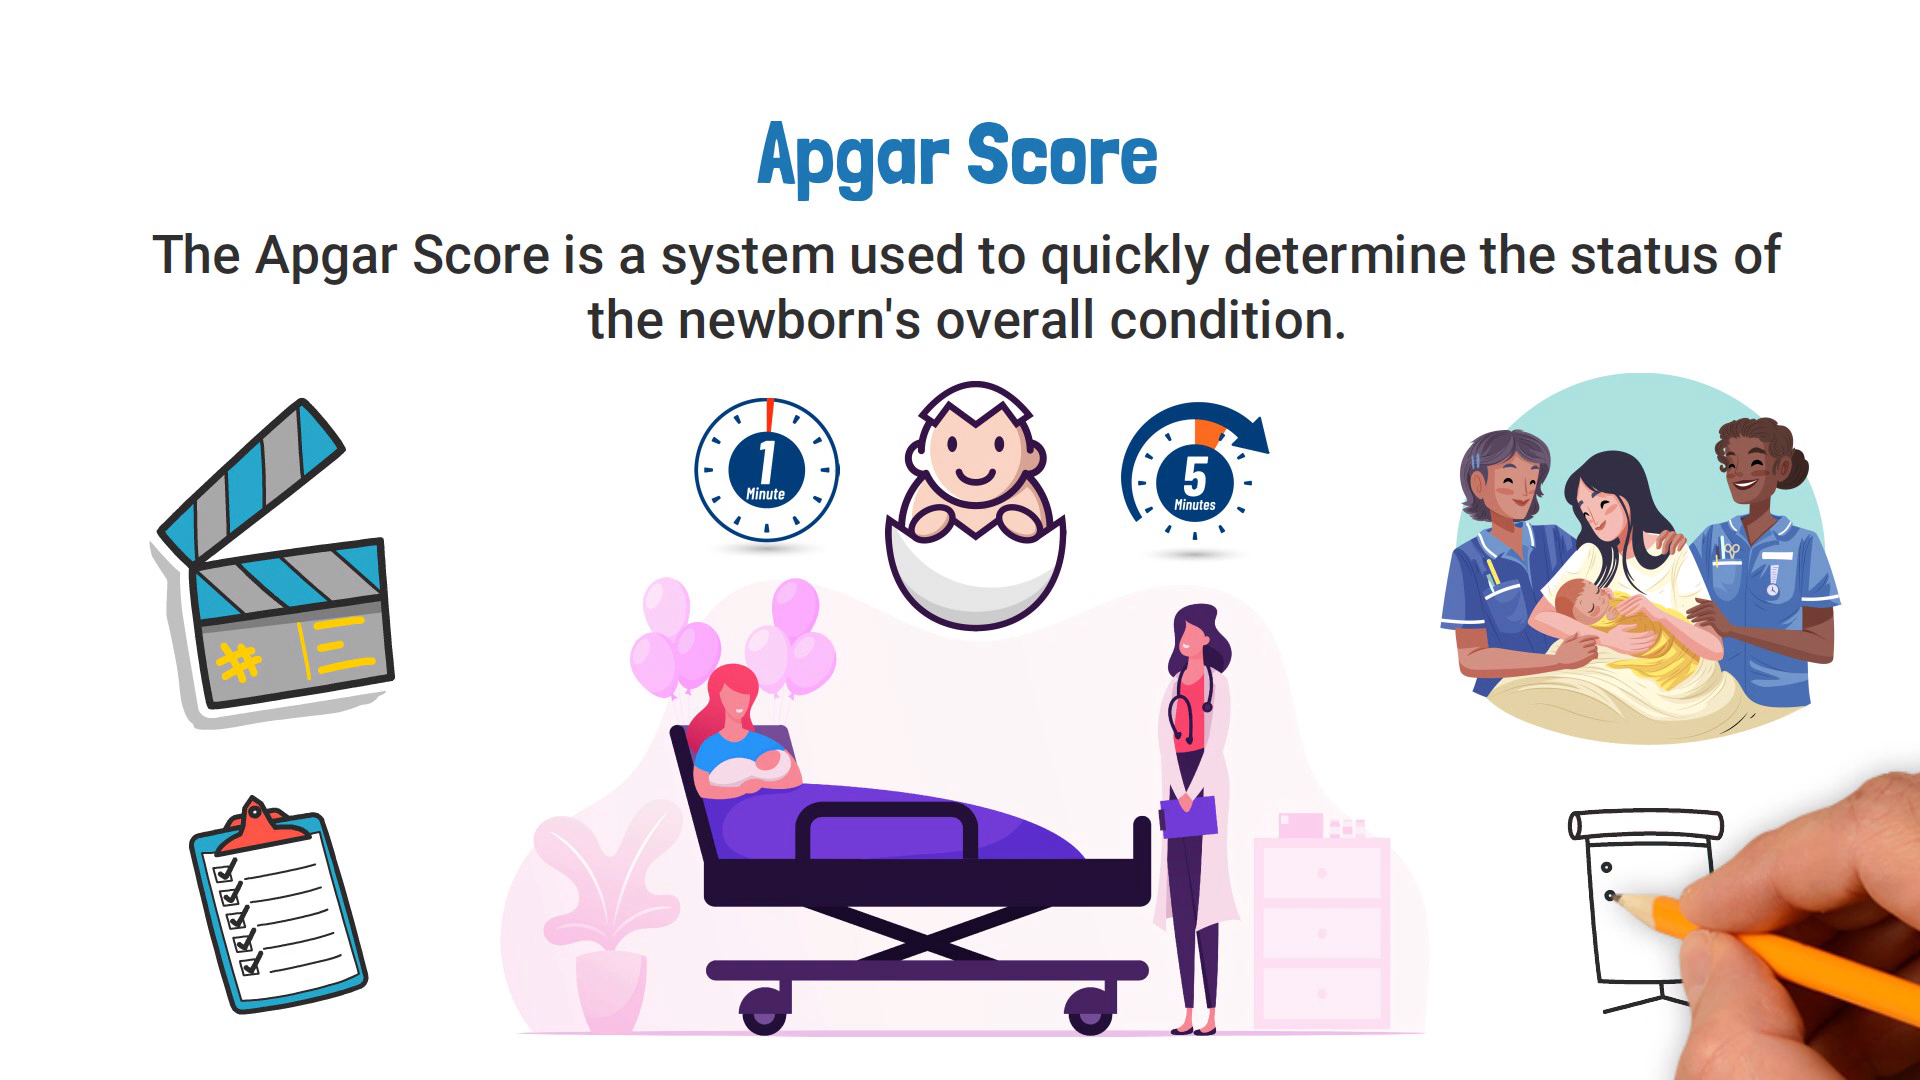 Apgar Score
The Apgar Score is a system used to quickly determine the status of
the newborn's overall condition.
1
Minute
5
Minutes